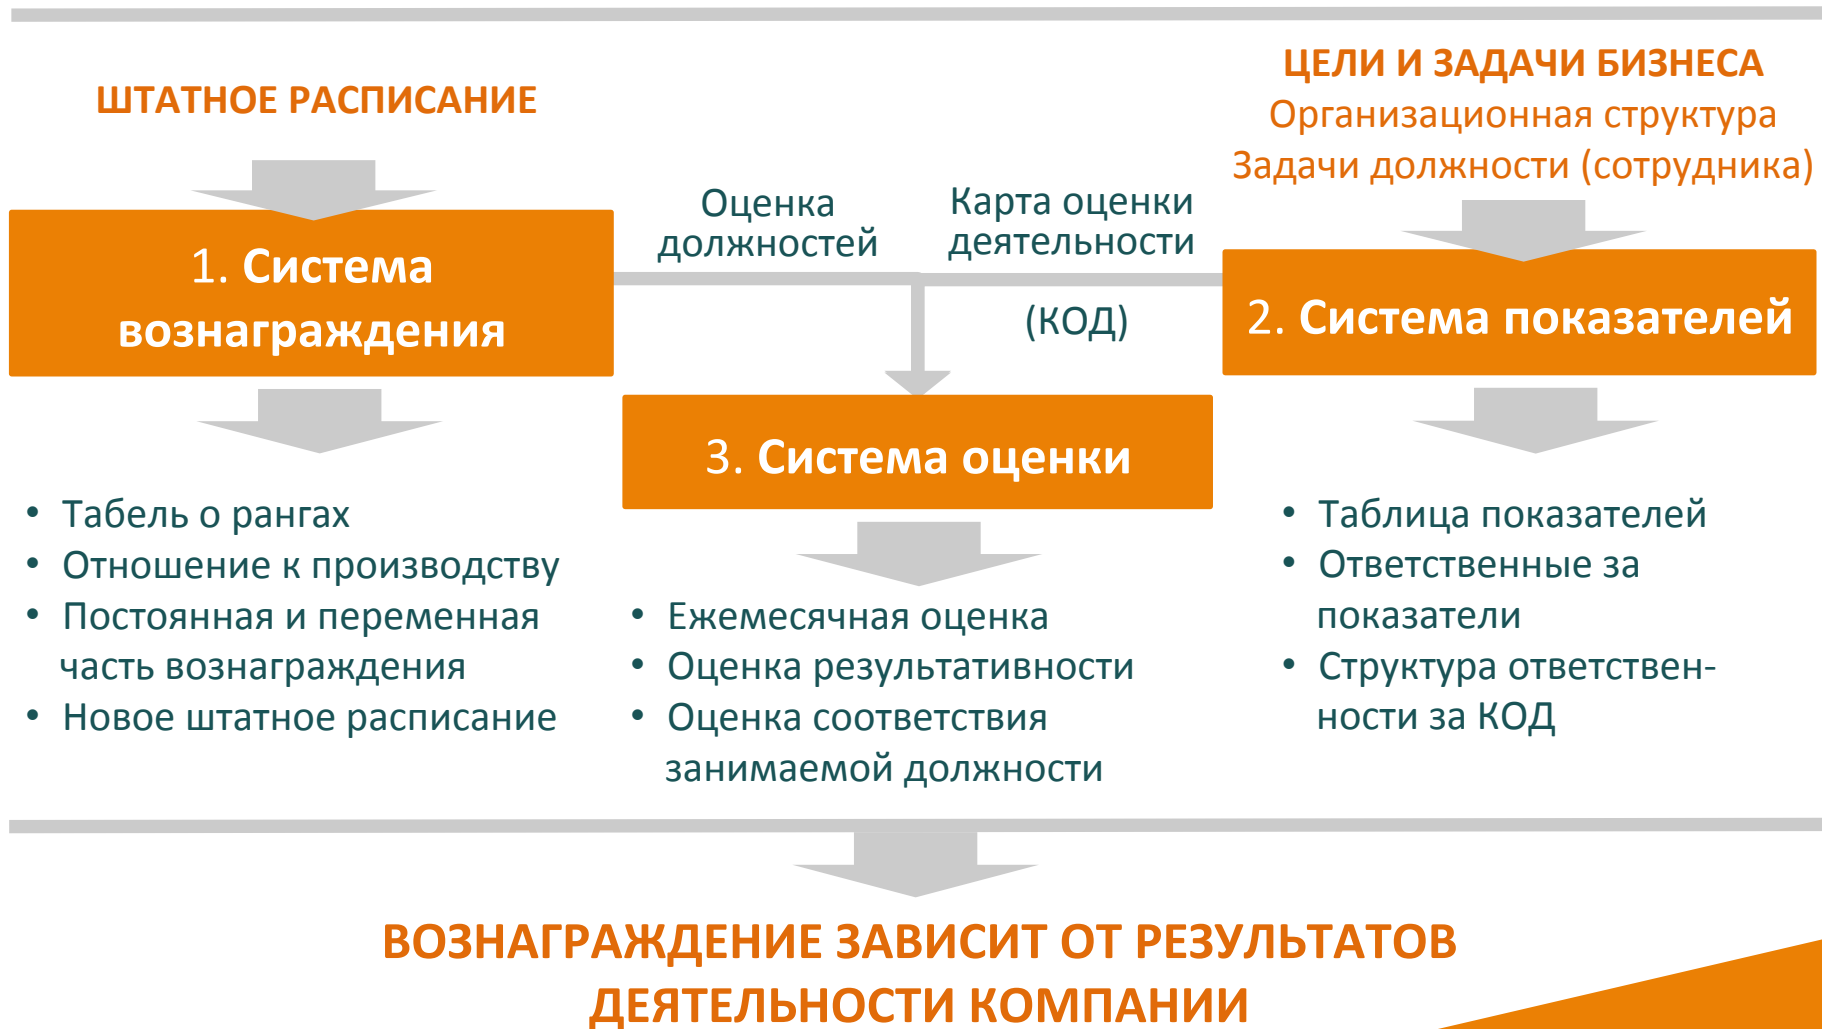 ШТАТНОЕ РАСПИСАНИЕ
ЦЕЛИ И ЗАДАЧИ БИЗНЕСА
Организационная структура
Задачи должности (сотрудника)
Оценка
должностей
Карта оценки
деятельности
(КОД)
1. Система
вознаграждения
2. Система показателей
3. Система оценки
• Табель о рангах
• Отношение к производству
• Постоянная и переменная
часть вознаграждения
• Новое штатное расписание
• Ежемесячная оценка
• Оценка результативности
• Оценка соответствия
занимаемой должности
• Таблица показателей
• Ответственные за
показатели
• Структура ответствен-
ности за КОД
ВОЗНАГРАЖДЕНИЕ ЗАВИСИТ ОТ РЕЗУЛЬТАТОВ
ДЕЯТЕЛЬНОСТИ КОМПАНИИ